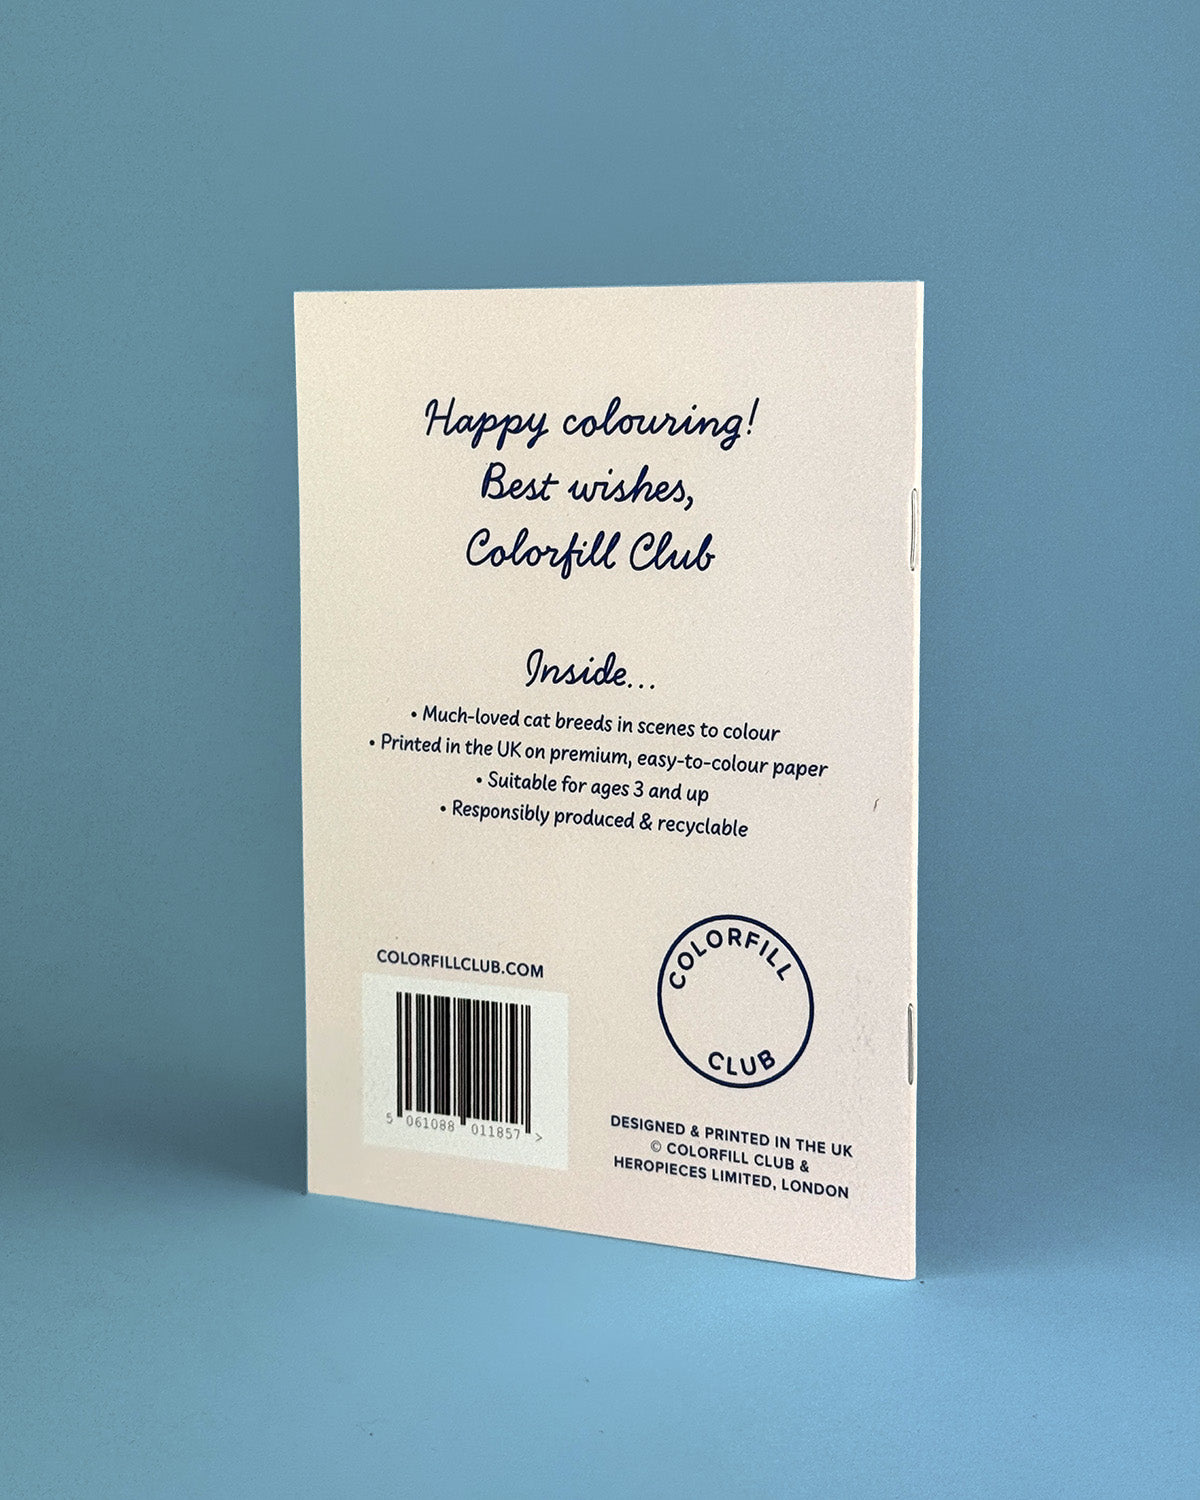 Happy colouring!
Best wishes,
Colorfill Club
Inside...
• Much-loved cat breeds in scenes to colour
• Printed in the UK on premium, easy-to-colour paper
• Suitable for ages 3 and up
• Responsibly produced & recyclable
COLORFILLCLUB.COM
5 061088 011857 >
COLORFILL
CLUB
DESIGNED & PRINTED IN THE UK
© COLORFILL CLUB &
HEROPIECES LIMITED, LONDON